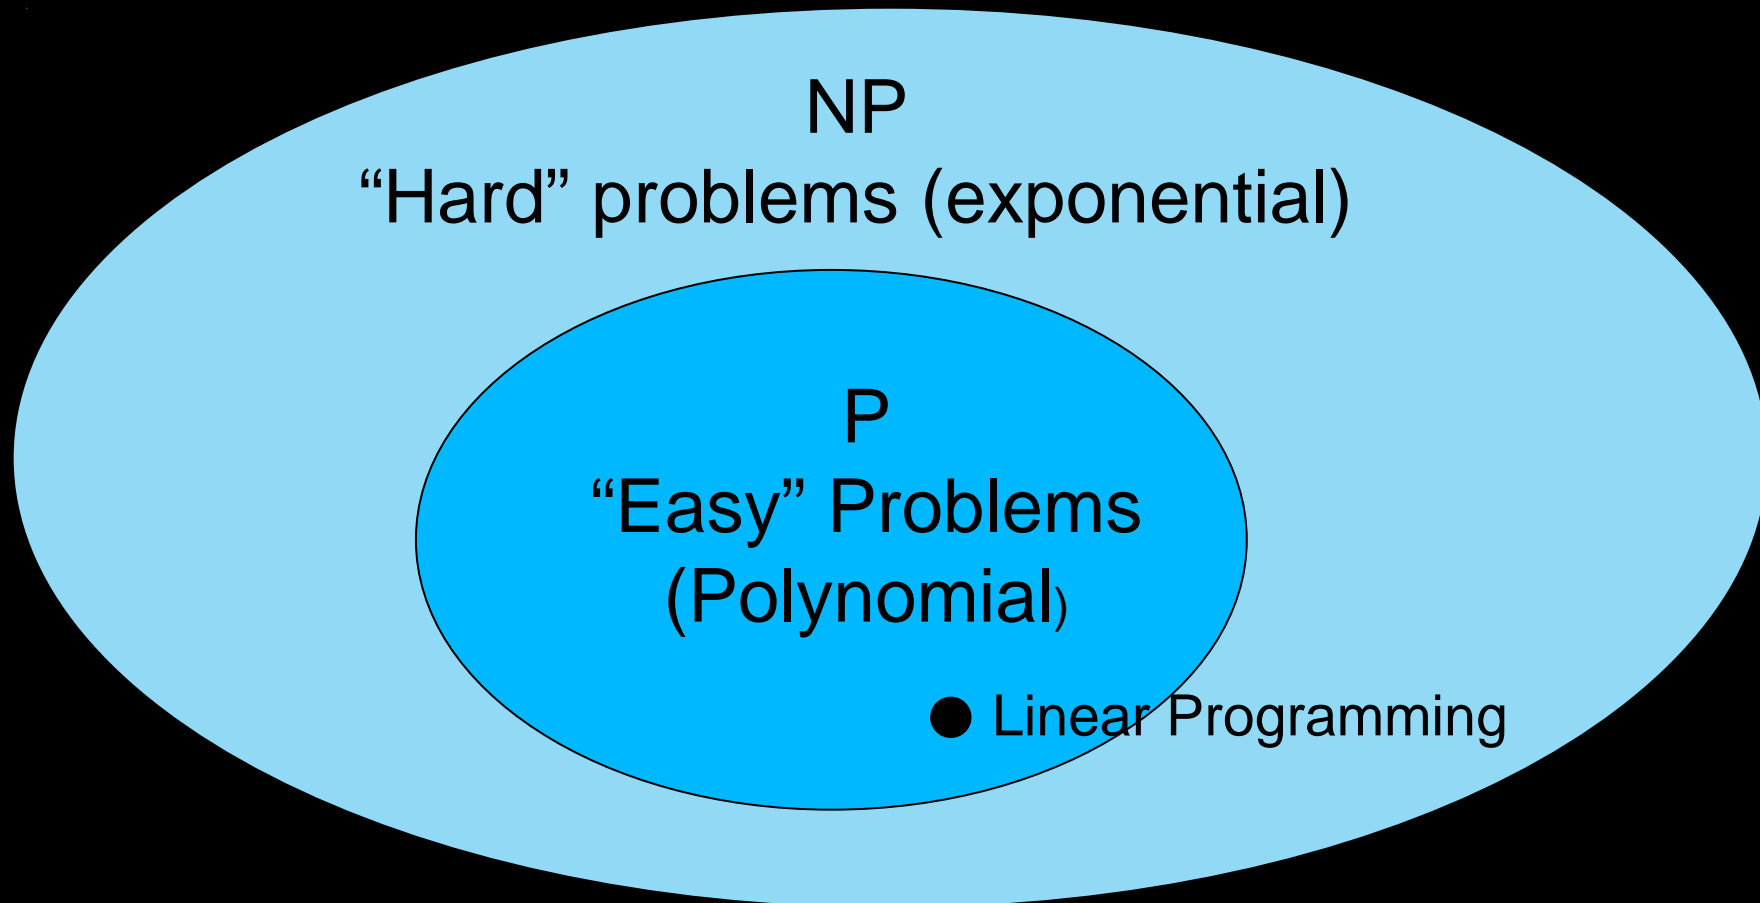 NP
“Hard” problems (exponential)
P
“Easy” Problems
(Polynomial)
Linear Programming